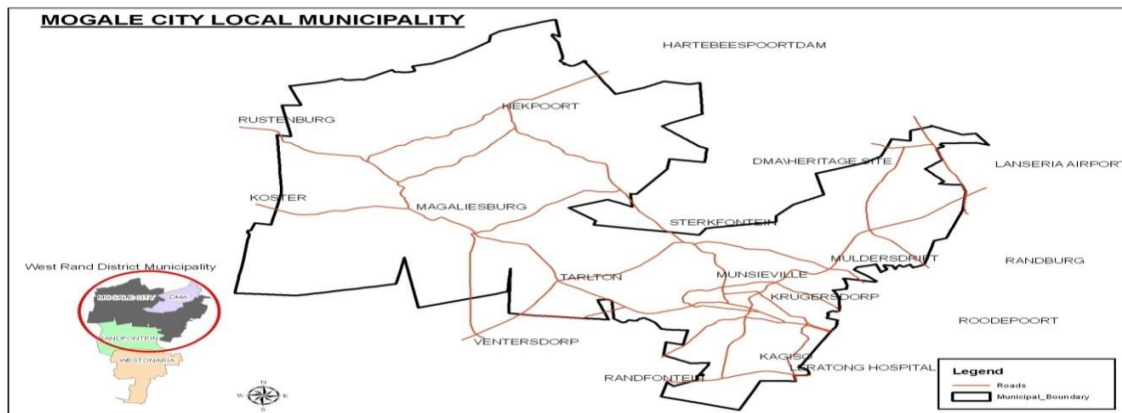 MOGALE CITY LOCAL MUNICIPALITY
HARTEBEESPOORTDAM
HEKPOORT
RUSTENBURG
DMA\HERITAGE SITE
LANSERIA AIRPORT
KOSTER
MAGALIESBURG
STERKFONTEIN
MULDERSDRIFT
RANDBURG
West Rand District Municipality
TARLTON
MUNSIEVILLE
MOGALE CITY
DMA
KRUGERSDORP
ROODEPOORT
RANDFONTEIN
VENTERSDORP
WESTONARIA
KAGISO
LERATONG HOSPITAL
RANDFONTEIN
N
W
E
S
Legend
Roads
Municipal_Boundary